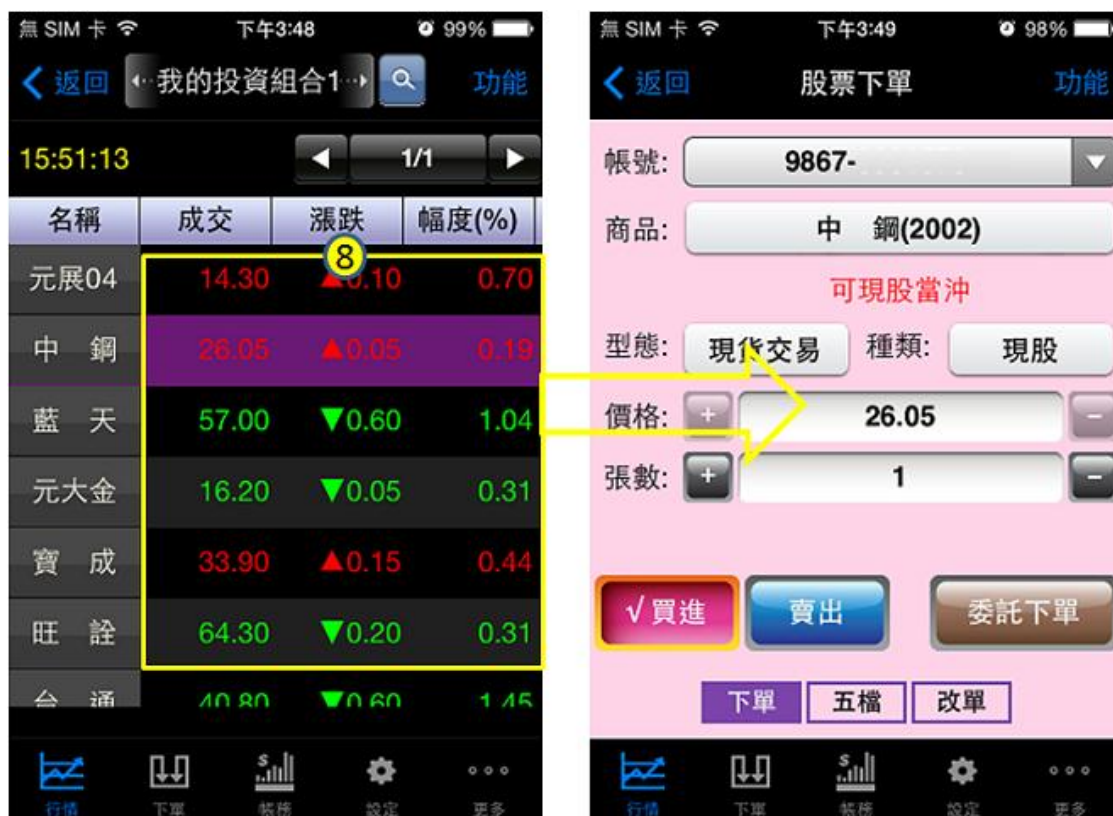 無 SIM 卡 下午3:48 99%
返回 我的投資組合1 功能
15:51:13 1/1
名稱 成交 漲跌 幅度(%)
8
元展04 14.30 ▲0.10 0.70
中 鋼 26.05 ▲0.05 0.19
藍 天 57.00 ▼0.60 1.04
元大金 16.20 ▼0.05 0.31
寶 成 33.90 ▲0.15 0.44
旺 詮 64.30 ▼0.20 0.31
台 通 40.80 ▼0.60 1.45
行情 下單 帳務 設定 更多
無 SIM 卡 下午3:49 98%
返回 股票下單 功能
帳號: 9867-
商品: 中 鋼(2002)
可現股當沖
型態: 現貨交易 種類: 現股
價格: + 26.05 -
張數: + 1 -
√買進 賣出 委託下單
下單 五檔 改單
行情 下單 帳務 設定 更多